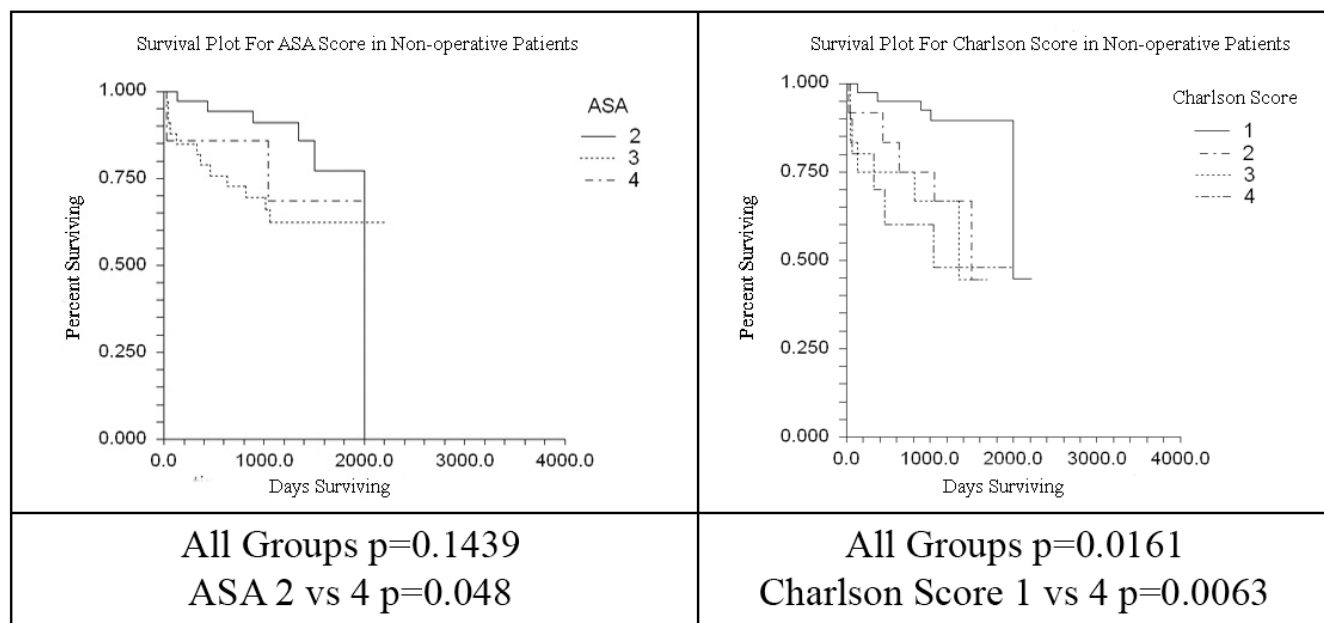 Survival Plot For ASA Score in Non-operative Patients
1.000
0.750
0.500
0.250
0.000
Percent Surviving
ASA
2
3
4
0.0 1000.0 2000.0 3000.0 4000.0
Days Surviving
All Groups p=0.1439
ASA 2 vs 4 p=0.048
Survival Plot For Charlson Score in Non-operative Patients
1.000
0.750
0.500
0.250
0.000
Percent Surviving
Charlson Score
1
2
3
4
0.0 1000.0 2000.0 3000.0 4000.0
Days Surviving
All Groups p=0.0161
Charlson Score 1 vs 4 p=0.0063